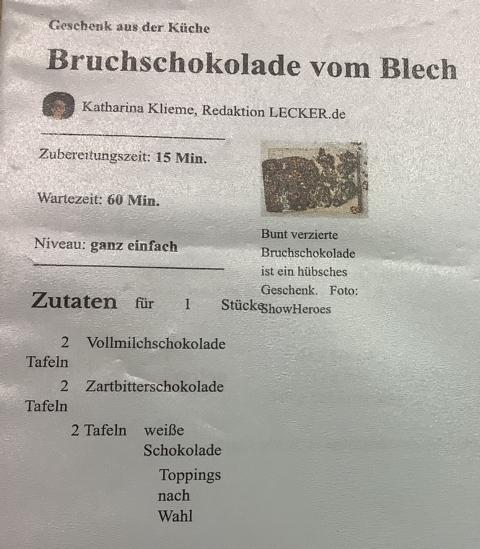 Geschenk aus der Küche
Bruchschokolade vom Blech
Katharina Klieme, Redaktion LECKER.de
Zubereitungszeit: 15 Min.
Wartezeit: 60 Min.
Niveau: ganz einfach
Bunt verzierte
Bruchschokolade
ist ein hübsches
Geschenk. Foto:
ShowHeroes
Zutaten für 1 Stücke
2 Vollmilchschokolade
Tafeln
2 Zartbitterschokolade
Tafeln
2 Tafeln weiße
Schokolade
Toppings
nach
Wahl